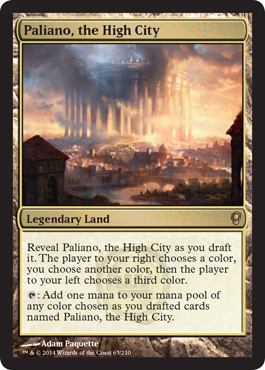 Paliano, the High City
Legendary Land
Reveal Paliano, the High City as you draft
it. The player to your right chooses a color,
you choose another color, then the player
to your left chooses a third color.
: Add one mana to your mana pool of
any color chosen as you drafted cards
named Paliano, the High City.
Adam Paquette
™ & © 2014 Wizards of the Coast 65/210